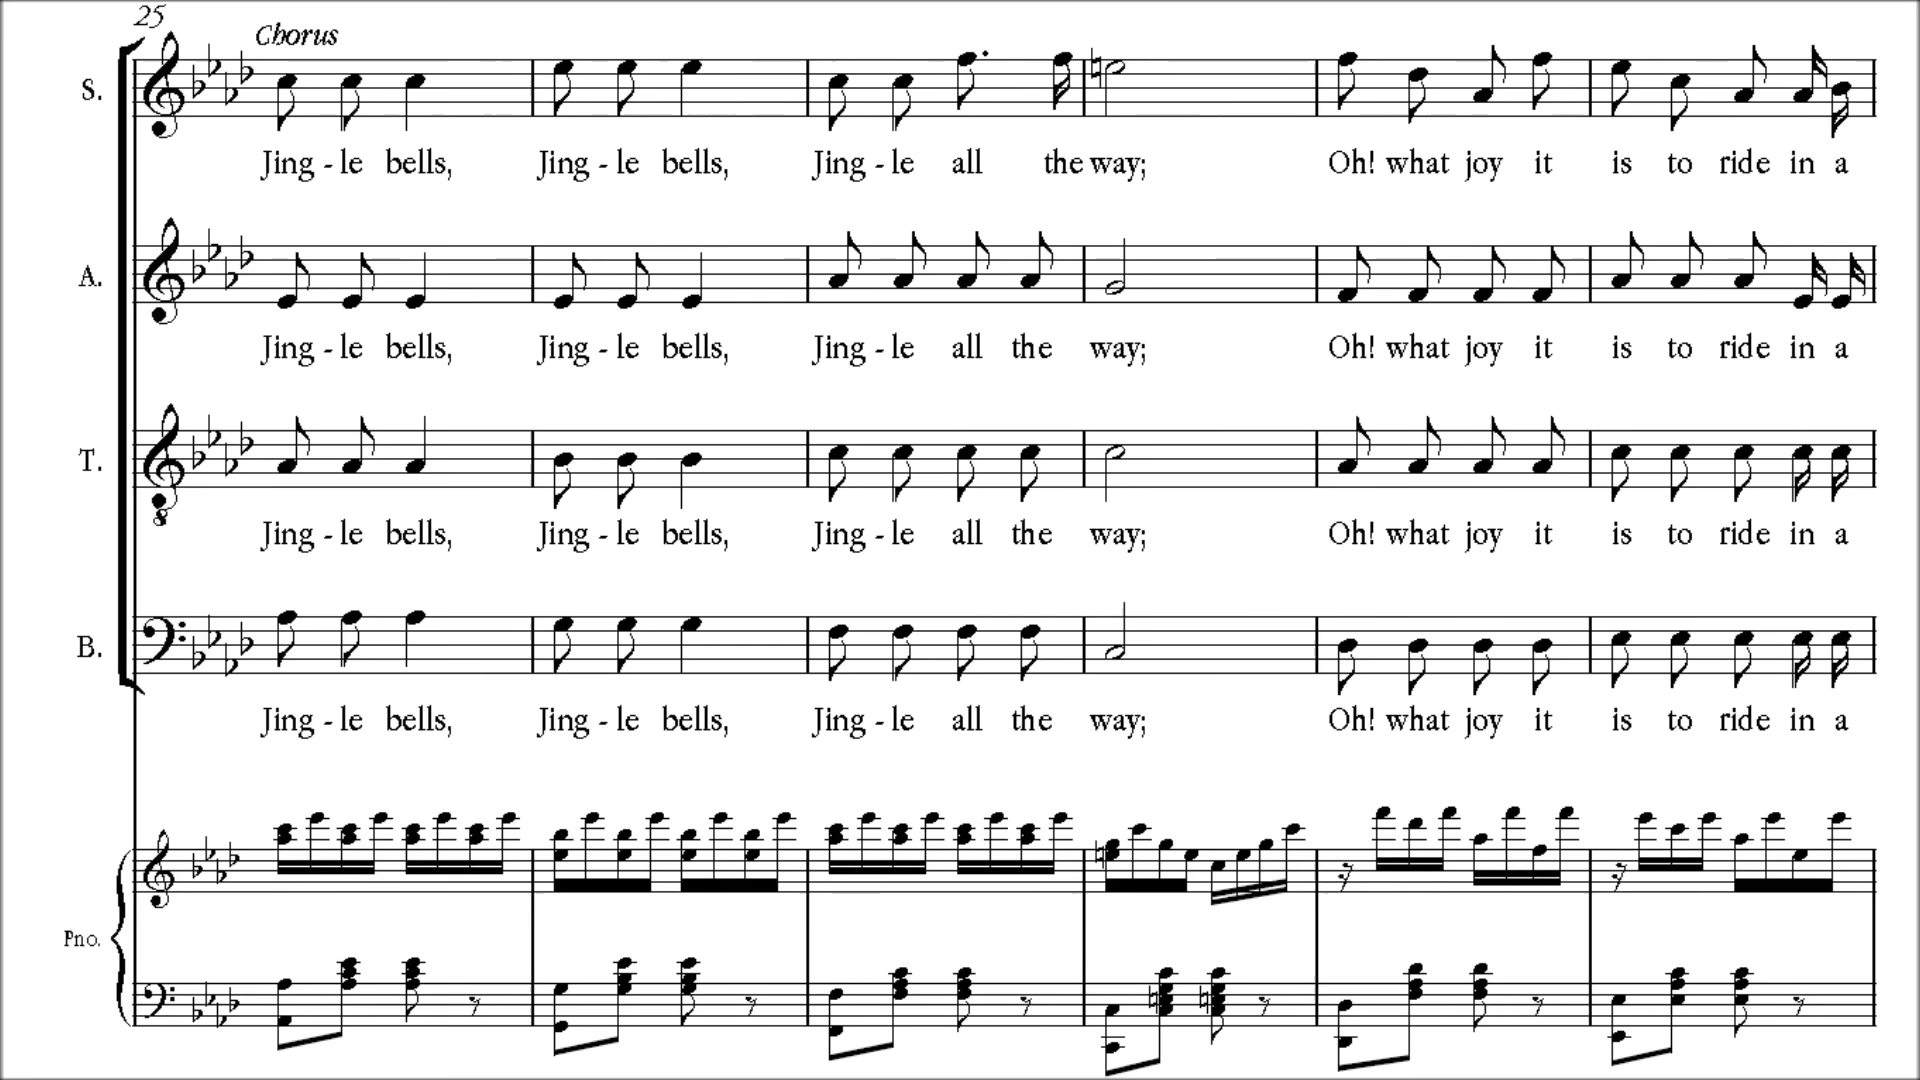 25
Chorus
S.
Jing - le bells, Jing - le bells, Jing - le all the way; Oh! what joy it is to ride in a
A.
Jing - le bells, Jing - le bells, Jing - le all the way; Oh! what joy it is to ride in a
T.
8
Jing - le bells, Jing - le bells, Jing - le all the way; Oh! what joy it is to ride in a
B.
Jing - le bells, Jing - le bells, Jing - le all the way; Oh! what joy it is to ride in a
Pno.